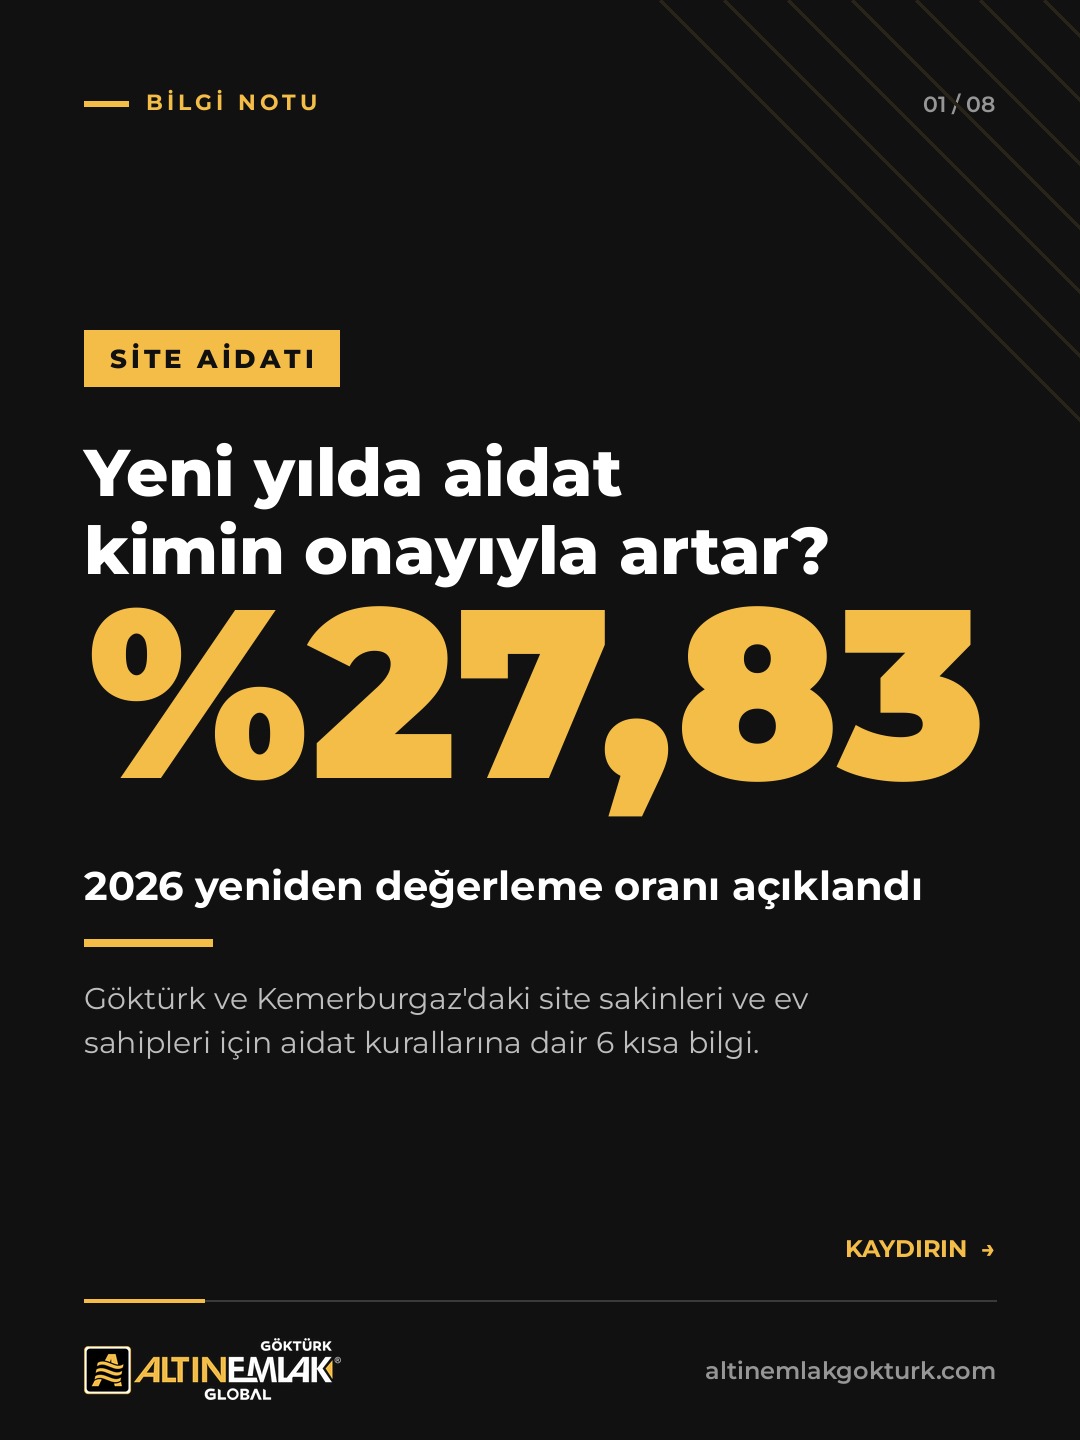 BİLGİ NOTU
01 / 08
SİTE AİDATI
Yeni yılda aidat
kimin onayıyla artar?
%27,83
2026 yeniden değerleme oranı açıklandı
Göktürk ve Kemerburgaz'daki site sakinleri ve ev
sahipleri için aidat kurallarına dair 6 kısa bilgi.
KAYDIRIN →
GÖKTÜRK
ALTINEMLAK®
GLOBAL
altinemlakgokturk.com